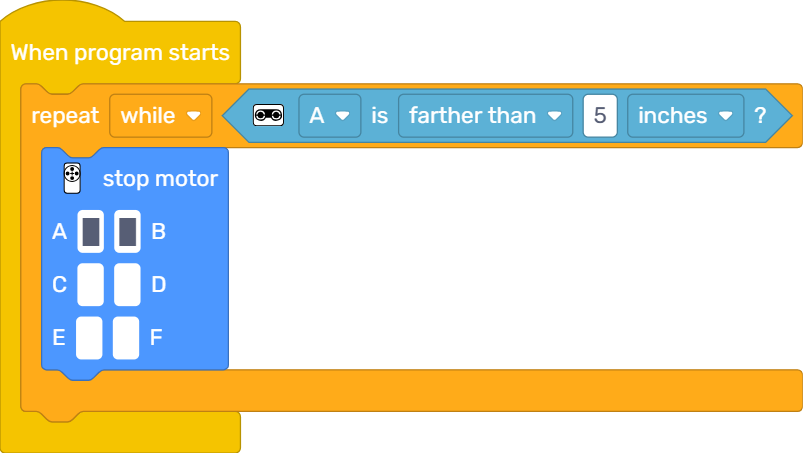 When program starts
repeat while A is farther than 5 inches ?
stop motor
A B
C D
E F